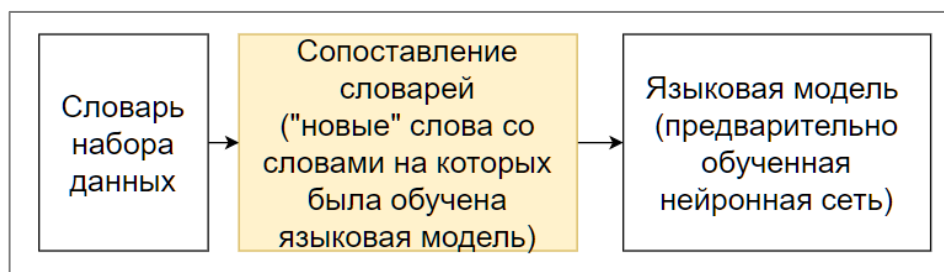 Словарь
набора
данных
Сопоставление
словарей
("новые" слова со
словами на которых
была обучена
языковая модель)
Языковая модель
(предварительно
обученная
нейронная сеть)